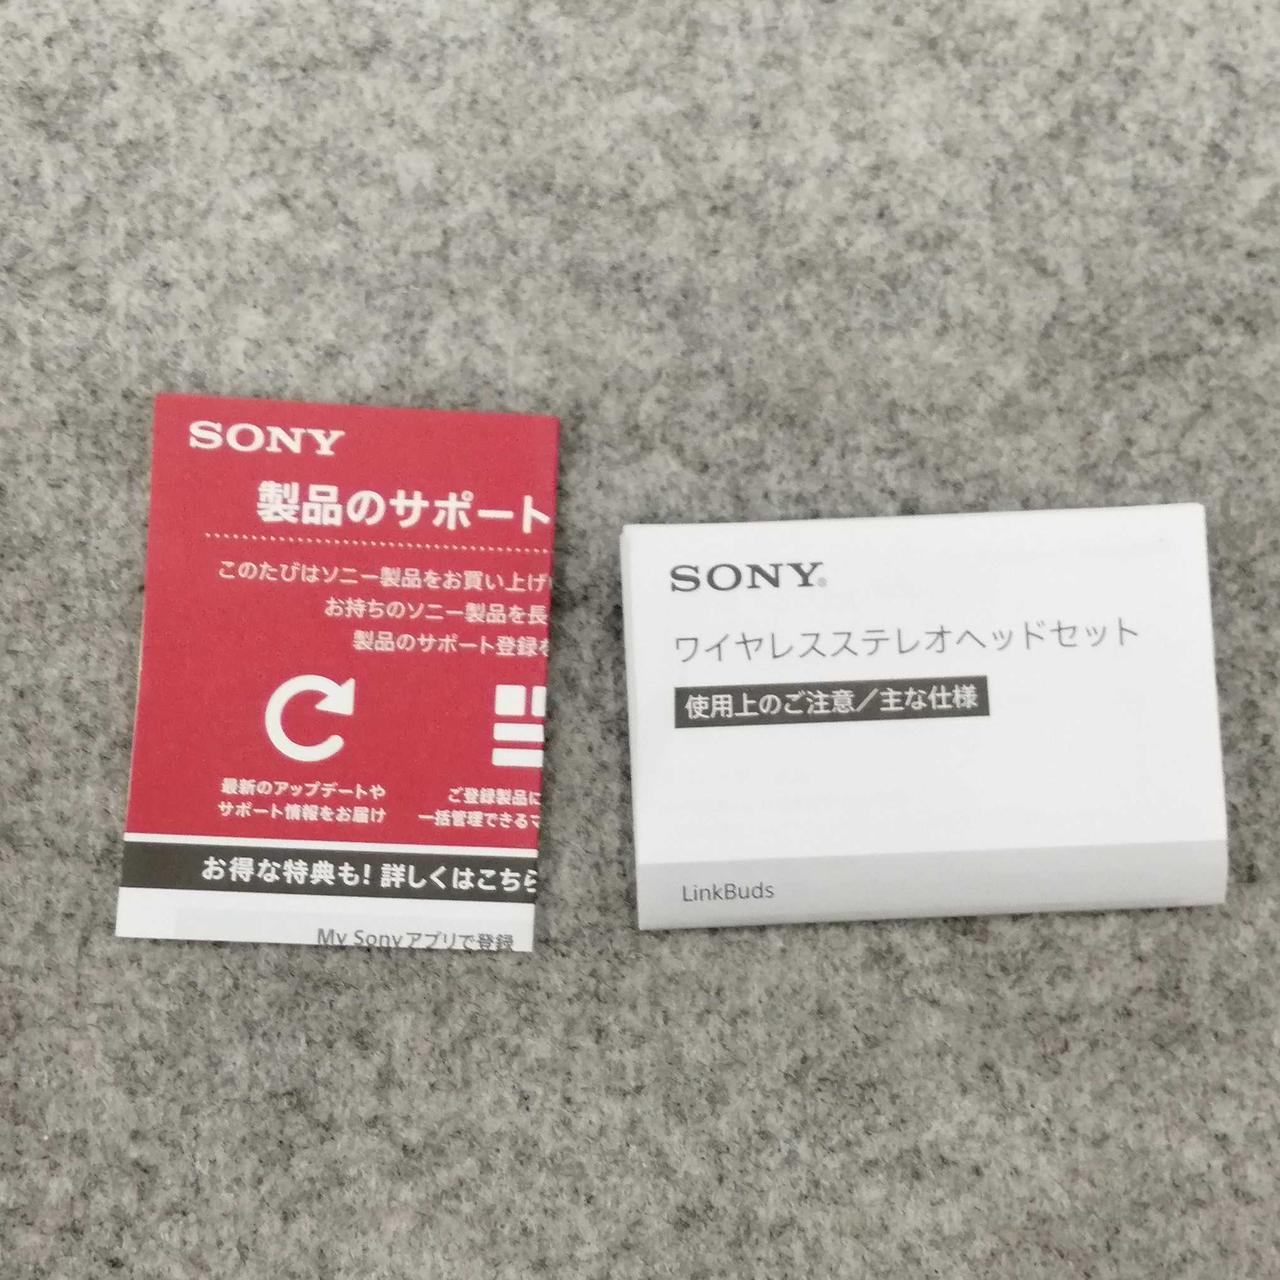 SONY
製品のサポート
このたびはソニー製品をお買い上げ
お持ちのソニー製品を長
製品のサポート登録を
最新のアップデートや
サポート情報をお届け
ご登録製品に
一括管理できるマ
お得な特典も! 詳しくはこちら
My Sonyアプリで登録
SONY®
ワイヤレスステレオヘッドセット
使用上のご注意／主な仕様
LinkBuds